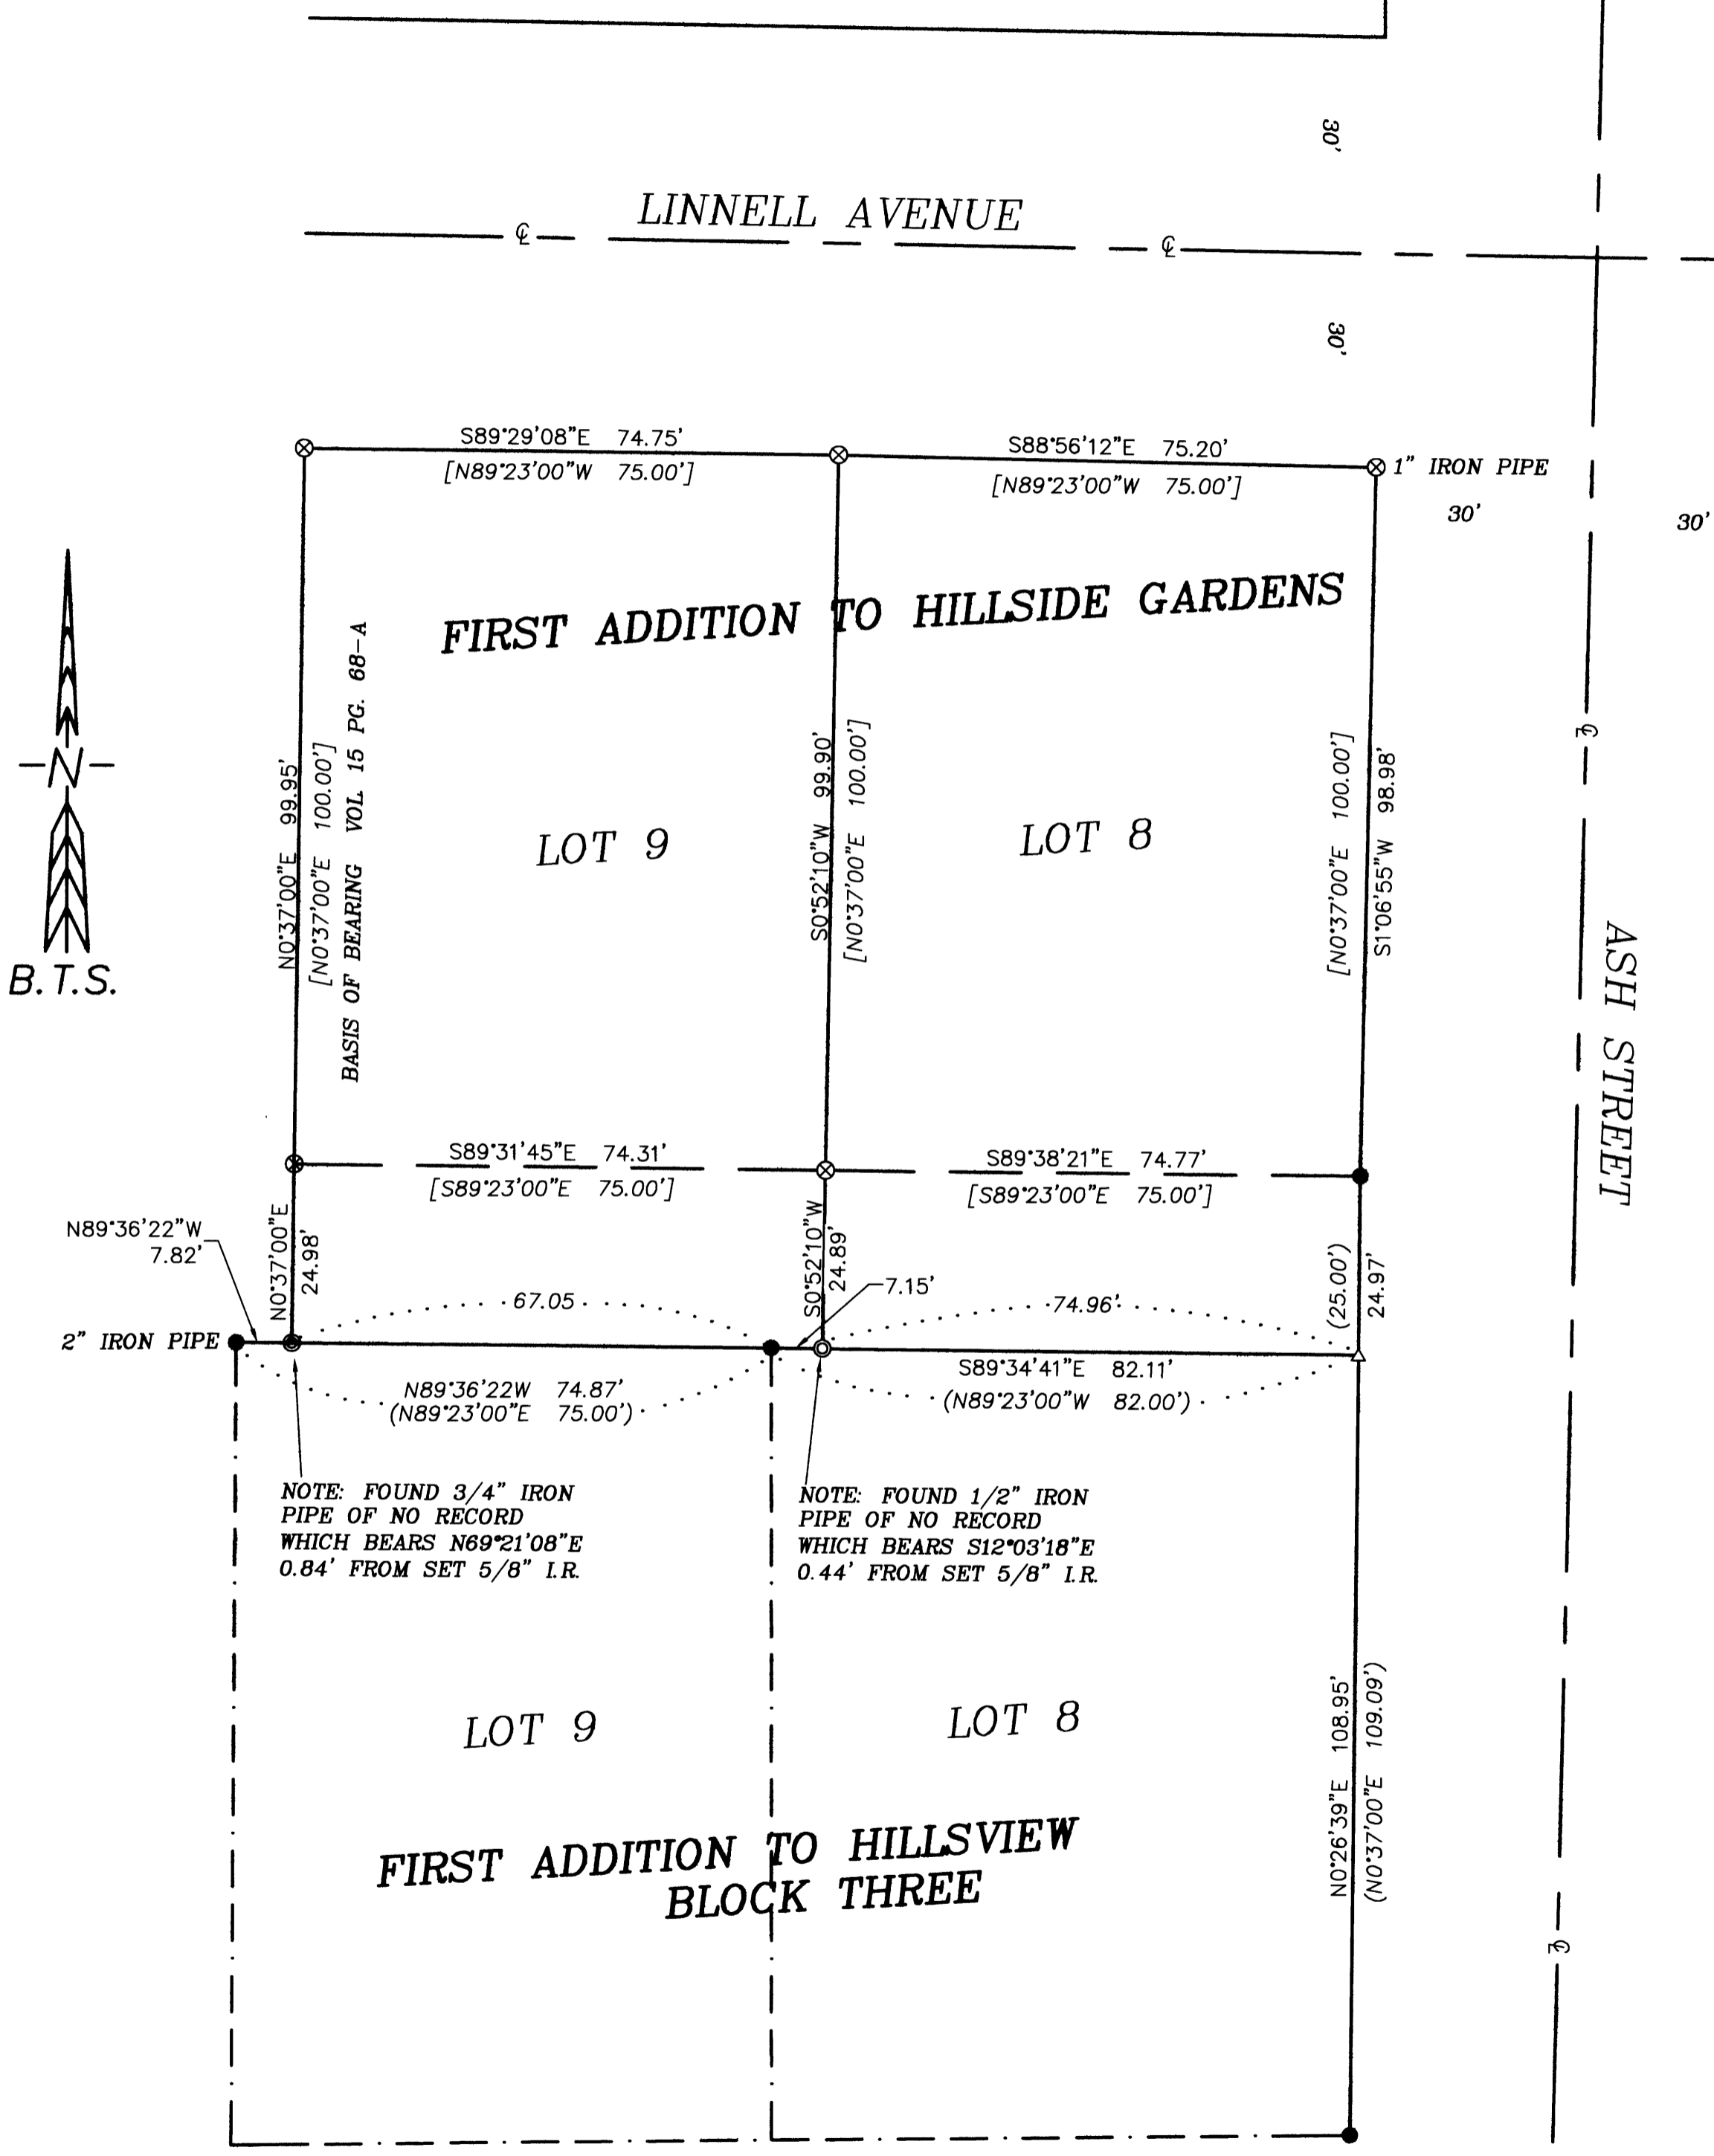 30'
LINNELL AVENUE
℄
℄
30'
S89°29'08"E 74.75'
[N89°23'00"W 75.00']
S88°56'12"E 75.20'
[N89°23'00"W 75.00']
1" IRON PIPE
30'
30'
FIRST ADDITION TO HILLSIDE GARDENS
N0°37'00"E 99.95'
[N0°37'00"E 100.00']
BASIS OF BEARING VOL 15 PG. 68-A
S0°52'10"W 99.90'
[N0°37'00"E 100.00']
[N0°37'00"E 100.00']
S1°06'55"W 98.98'
℄
N
B.T.S.
LOT 9
LOT 8
ASH STREET
S89°31'45"E 74.31'
[S89°23'00"E 75.00']
S89°38'21"E 74.77'
[S89°23'00"E 75.00']
N89°36'22"W
7.82'
N0°37'00"E
24.98'
S0°52'10"W
24.89'
7.15'
(25.00')
24.97'
67.05
74.96'
2" IRON PIPE
N89°36'22W 74.87'
(N89°23'00"E 75.00')
S89°34'41"E 82.11'
(N89°23'00"W 82.00')
NOTE: FOUND 3/4" IRON
PIPE OF NO RECORD
WHICH BEARS N69°21'08"E
0.84' FROM SET 5/8" I.R.
NOTE: FOUND 1/2" IRON
PIPE OF NO RECORD
WHICH BEARS S12°03'18"E
0.44' FROM SET 5/8" I.R.
LOT 9
LOT 8
N0°26'39"E 108.95'
(N0°37'00"E 109.09')
FIRST ADDITION TO HILLSVIEW
BLOCK THREE
℄